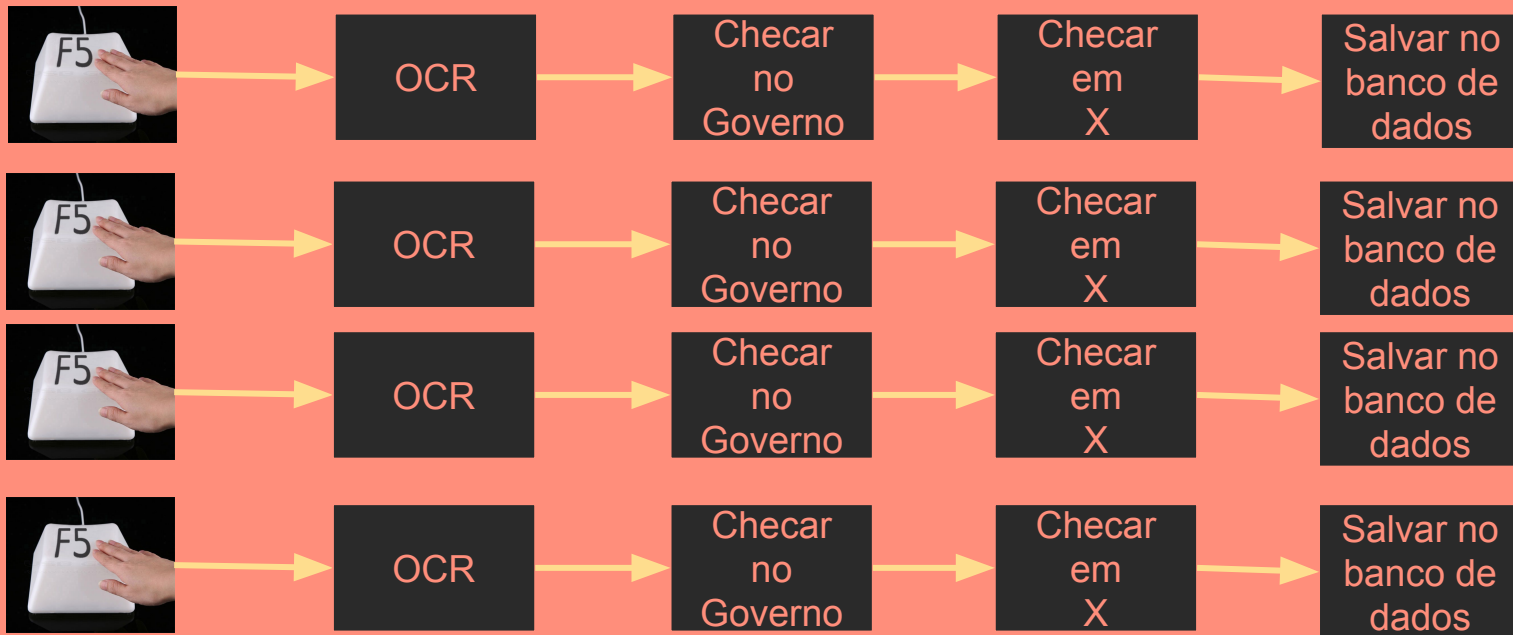 F5
OCR
Checar
no
Governo
Checar
em
X
Salvar no
banco de
dados
F5
OCR
Checar
no
Governo
Checar
em
X
Salvar no
banco de
dados
F5
OCR
Checar
no
Governo
Checar
em
X
Salvar no
banco de
dados
F5
OCR
Checar
no
Governo
Checar
em
X
Salvar no
banco de
dados